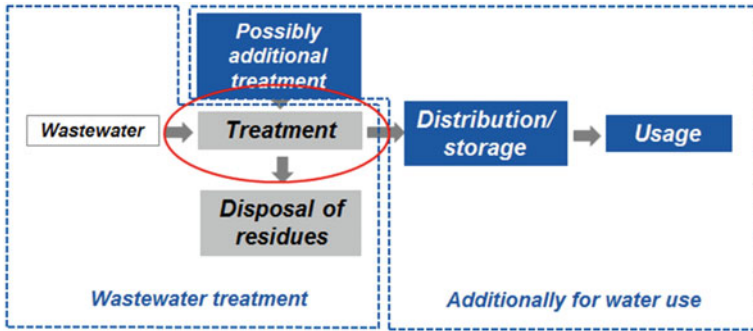 Possibly
additional
treatment
Wastewater
Treatment
Distribution/
storage
Usage
Disposal of
residues
Wastewater treatment
Additionally for water use